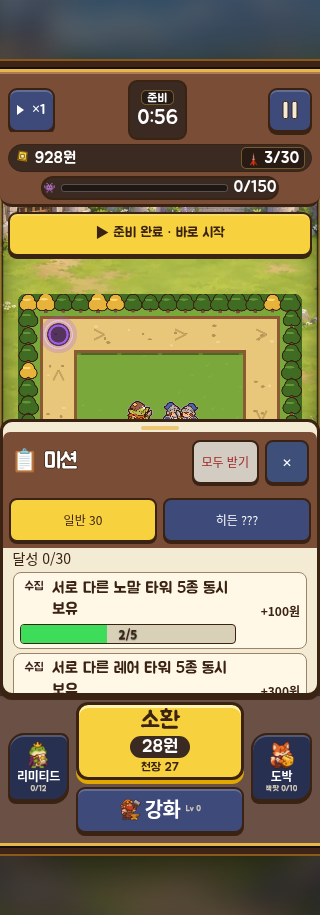 ▶ ×1
준비
0:56
928원
3/30
0/150
▶ 준비 완료 · 바로 시작
미션
모두 받기
×
일반 30
히든 ???
달성 0/30
수집 서로 다른 노말 타워 5종 동시
보유
+100원
2/5
수집 서로 다른 레어 타워 5종 동시
보유
+300원
소환
28원
천장 27
리미티드
0/12
도박
잭팟 0/10
강화 Lv 0